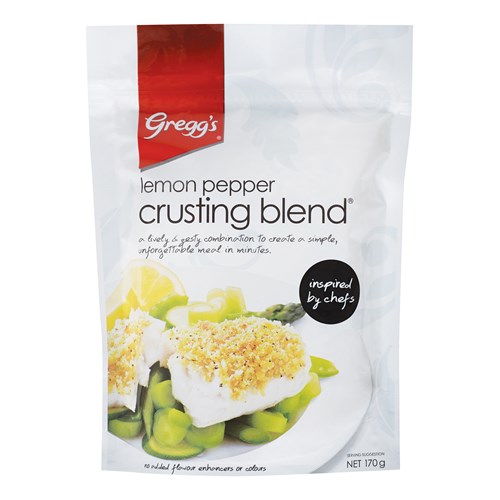 Gregg's
lemon pepper
crusting blend®
a lively & zesty combination to create a simple,
unforgettable meal in minutes.
inspired
by chefs
SERVING SUGGESTION
NET 170g
no added flavour enhancers or colours